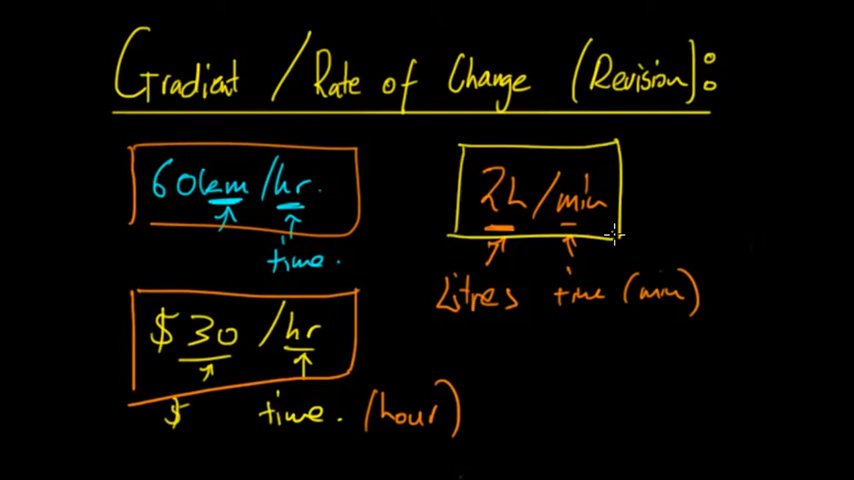 Gradient / Rate of Change (Revision):
60km/hr.
time.
2L/min
Litres time (min)
$30/hr
$ time. (hour)